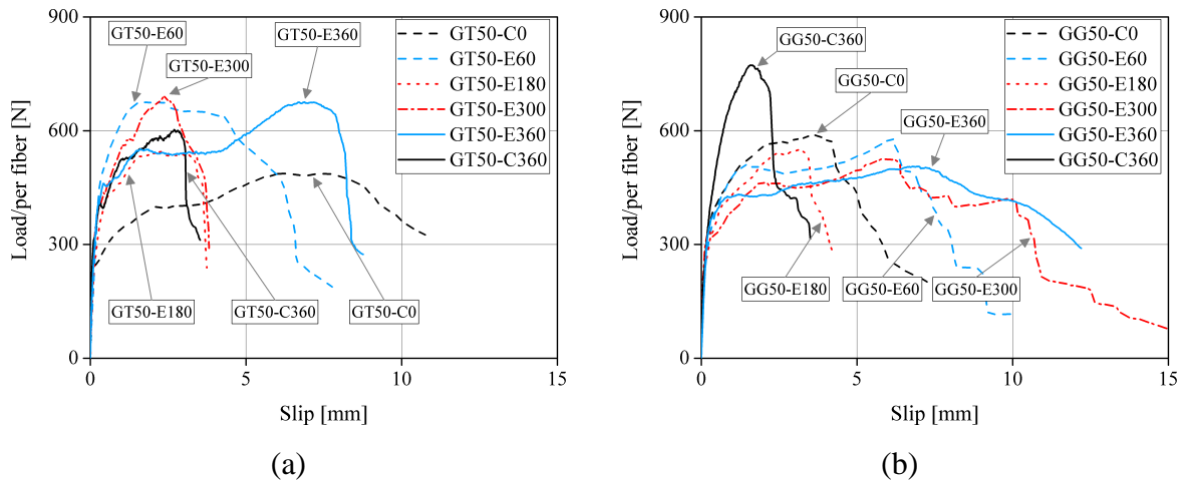 900
600
300
0
0
5
10
15
Load/per fiber [N]
Slip [mm]
GT50-E60
GT50-E300
GT50-E360
GT50-E180
GT50-C360
GT50-C0
GT50-C0
GT50-E60
GT50-E180
GT50-E300
GT50-E360
GT50-C360
(a)
900
600
300
0
0
5
10
15
Load/per fiber [N]
Slip [mm]
GG50-C360
GG50-C0
GG50-E360
GG50-E180
GG50-E60
GG50-E300
GG50-C0
GG50-E60
GG50-E180
GG50-E300
GG50-E360
GG50-C360
(b)